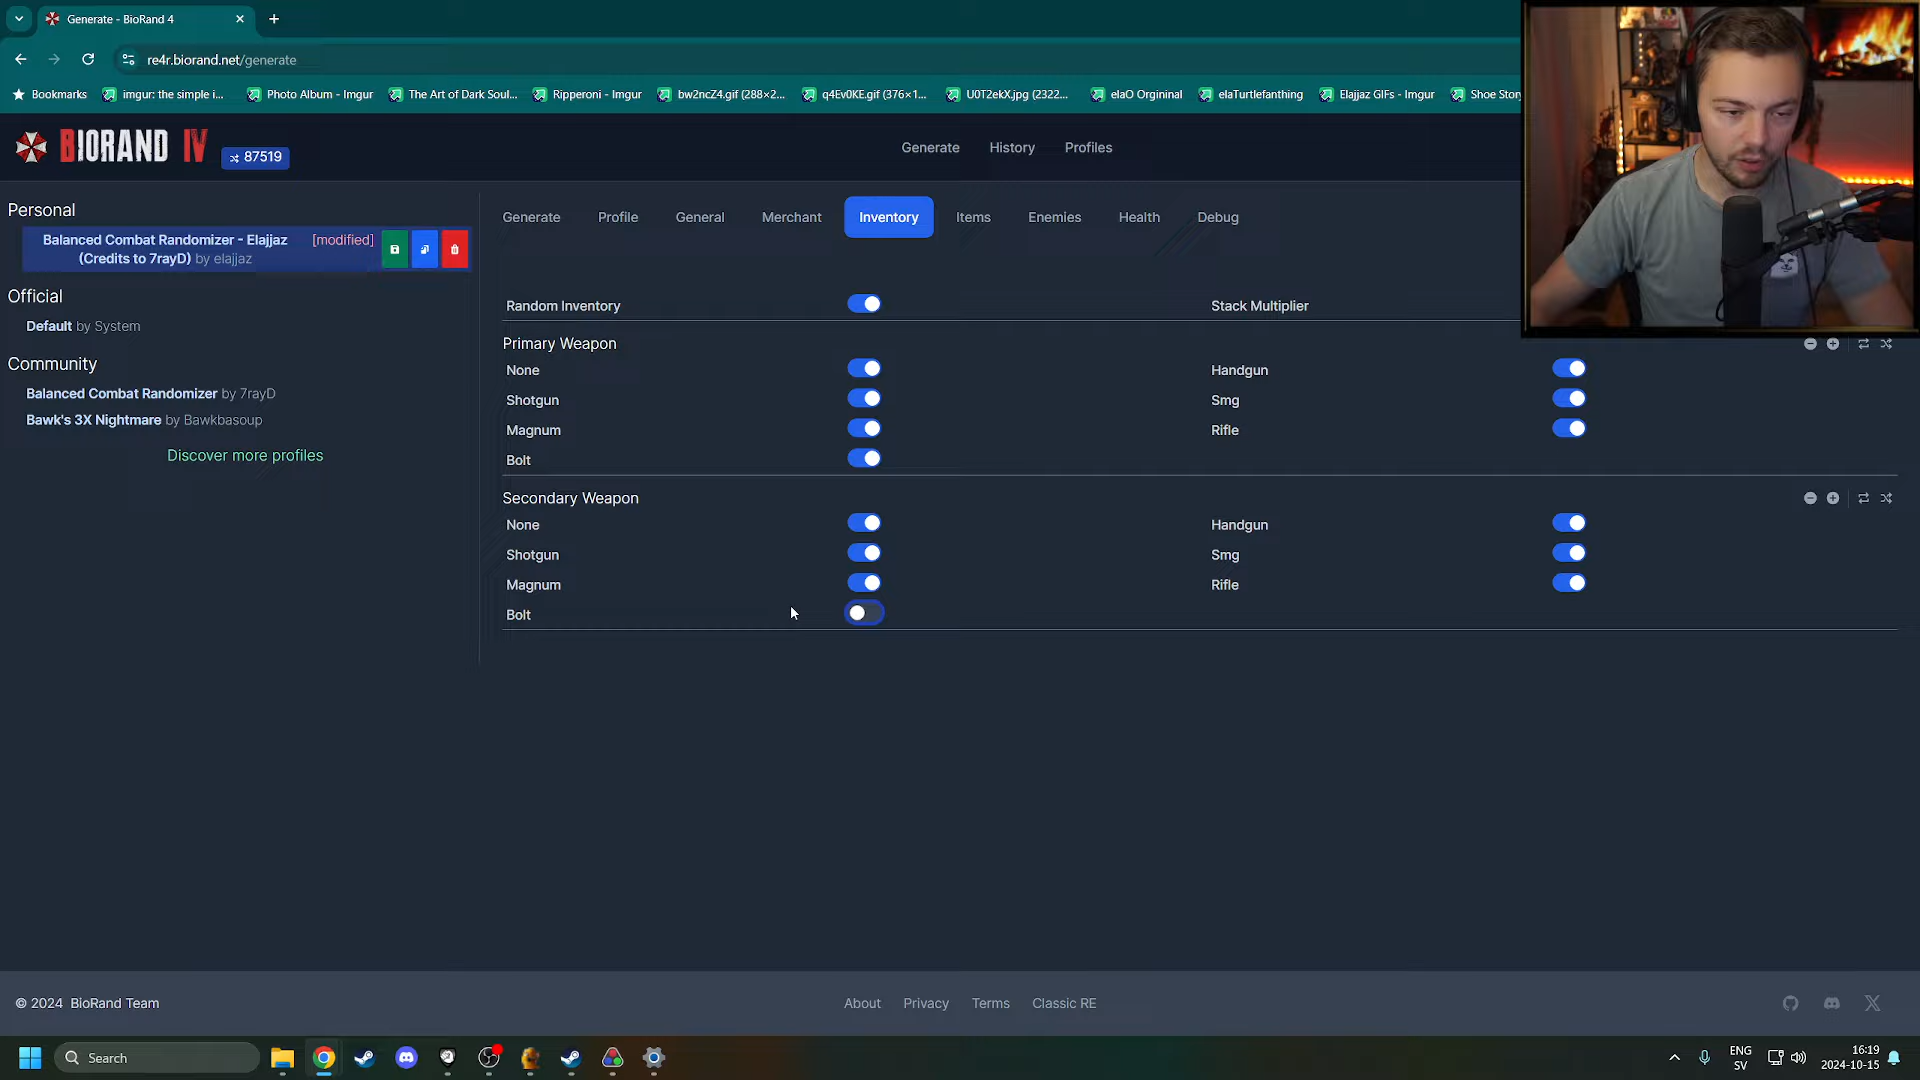 Generate - BioRand 4
re4r.biorand.net/generate
Bookmarks
imgur: the simple i...
Photo Album - Imgur
The Art of Dark Soul...
Ripperoni - Imgur
bw2ncZ4.gif (288×2...
q4Ev0KE.gif (376×1...
U0T2ekX.jpg (2322...
elaO Orgininal
elaTurtlefanthing
Elajjaz GIFs - Imgur
Shoe Story
BIORAND IV
87519
Generate
History
Profiles
Personal
Balanced Combat Randomizer - Elajjaz [modified]
(Credits to 7rayD) by elajjaz
Official
Default by System
Community
Balanced Combat Randomizer by 7rayD
Bawk's 3X Nightmare by Bawkbasoup
Discover more profiles
Generate
Profile
General
Merchant
Inventory
Items
Enemies
Health
Debug
Random Inventory
Stack Multiplier
Primary Weapon
None
Handgun
Shotgun
Smg
Magnum
Rifle
Bolt
Secondary Weapon
None
Handgun
Shotgun
Smg
Magnum
Rifle
Bolt
© 2024 BioRand Team
About
Privacy
Terms
Classic RE
Search
ENG
SV
16:19
2024-10-15